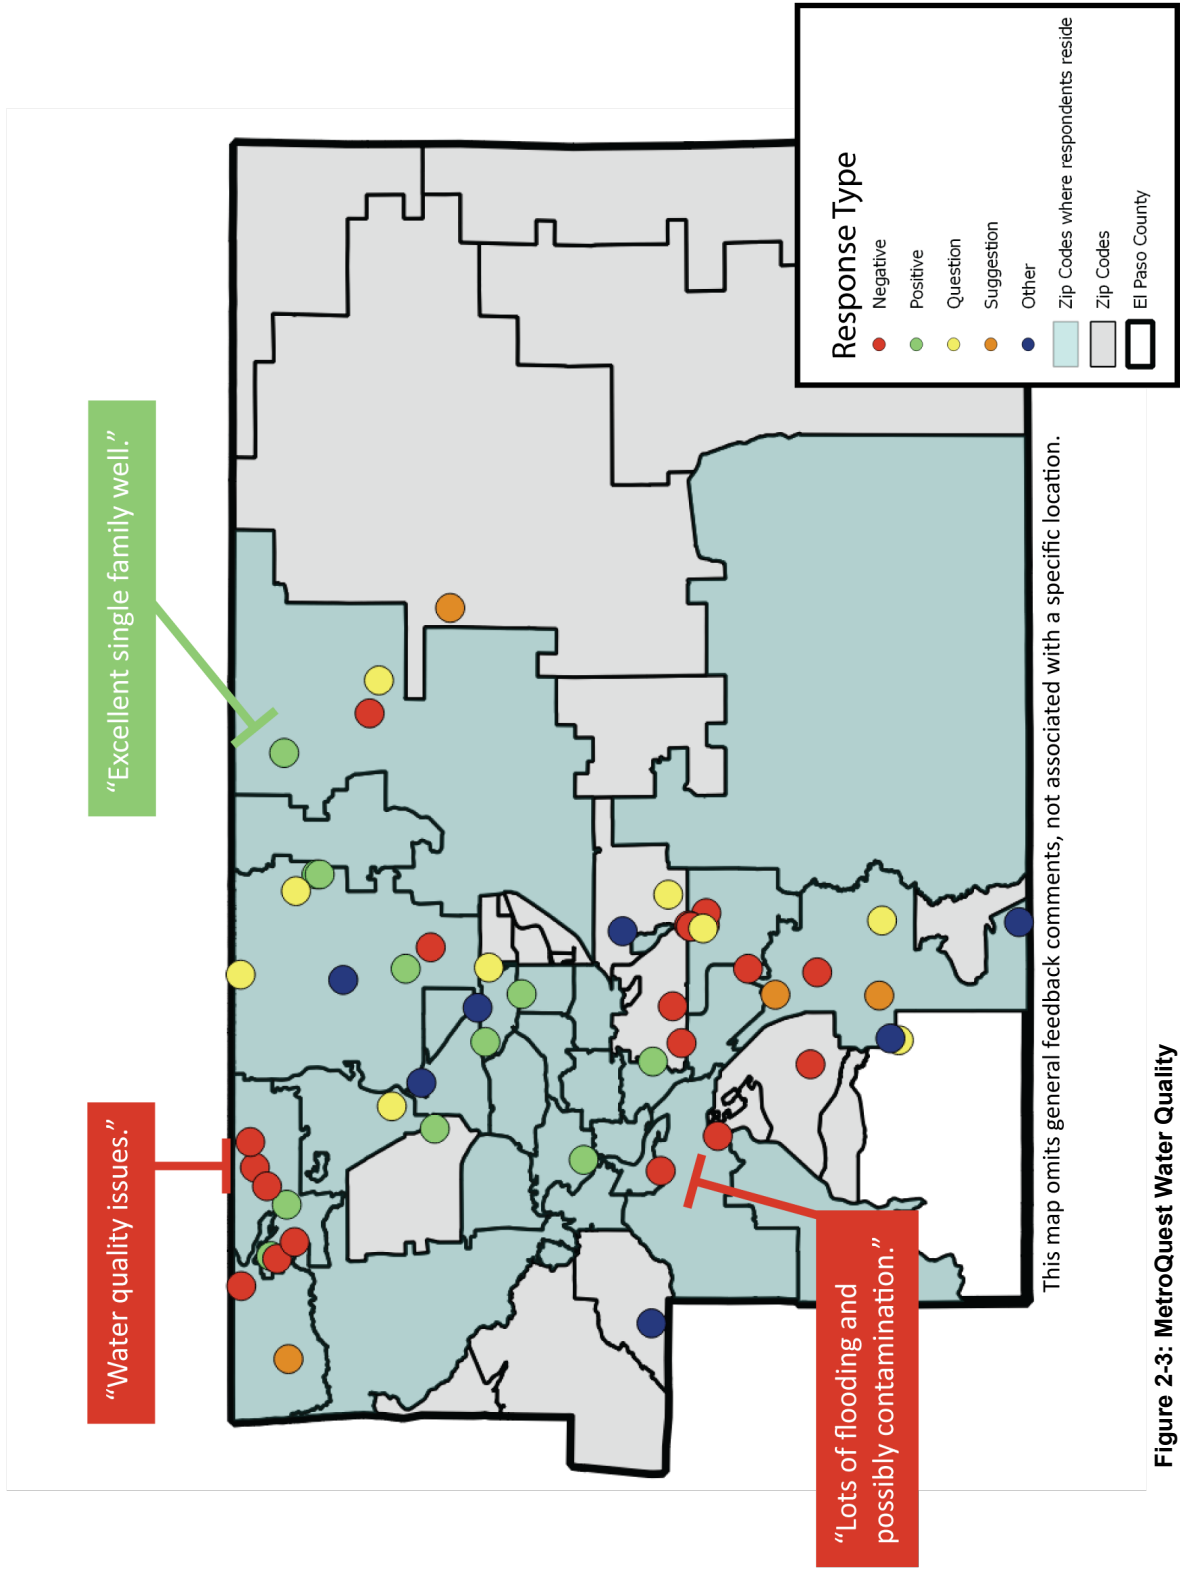 “Water quality issues.”
“Excellent single family well.”
“Lots of flooding and
possibly contamination.”
Response Type
Negative
Positive
Question
Suggestion
Other
Zip Codes where respondents reside
Zip Codes
El Paso County
This map omits general feedback comments, not associated with a specific location.
Figure 2-3: MetroQuest Water Quality